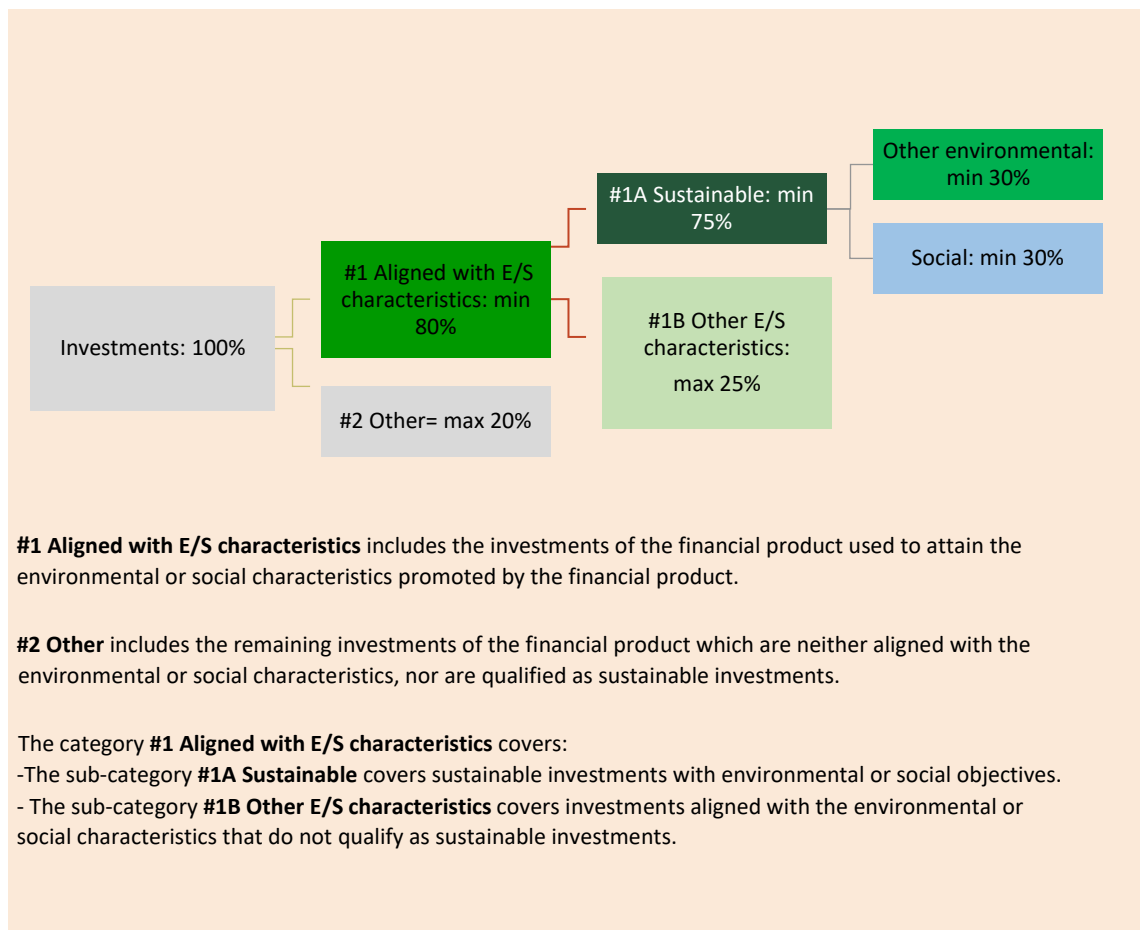 Investments: 100%
#1 Aligned with E/S
characteristics: min
80%
#2 Other= max 20%
#1A Sustainable: min
75%
#1B Other E/S
characteristics:
max 25%
Other environmental:
min 30%
Social: min 30%
#1 Aligned with E/S characteristics includes the investments of the financial product used to attain the
environmental or social characteristics promoted by the financial product.
#2 Other includes the remaining investments of the financial product which are neither aligned with the
environmental or social characteristics, nor are qualified as sustainable investments.
The category #1 Aligned with E/S characteristics covers:
-The sub-category #1A Sustainable covers sustainable investments with environmental or social objectives.
- The sub-category #1B Other E/S characteristics covers investments aligned with the environmental or
social characteristics that do not qualify as sustainable investments.